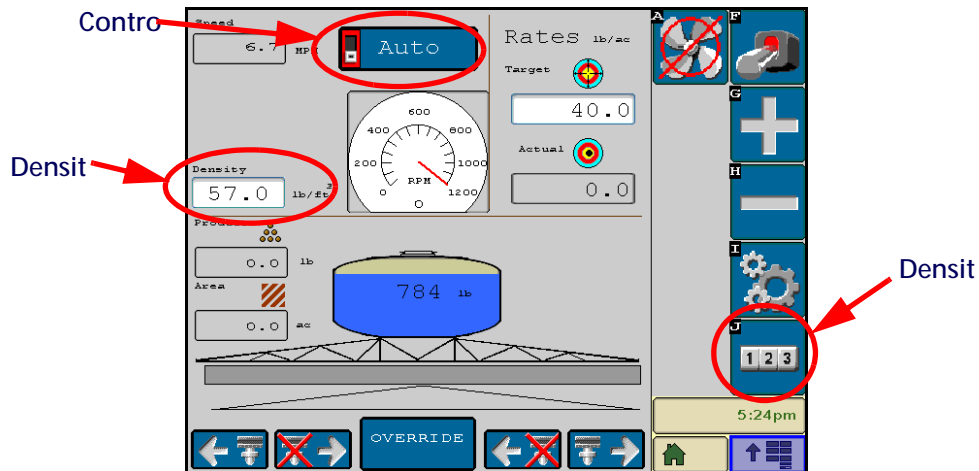 Contro
Densit
Densit
Speed
6.7 MPH
Auto
Rates lb/ac
Target
40.0
Actual
0.0
600
400 800
200 1000
RPM
0 1200
0
Density
57.0 lb/ft3
0.0 lb
Area
0.0 ac
784 lb
OVERRIDE
A
F
G
H
I
J
1 2 3
5:24pm